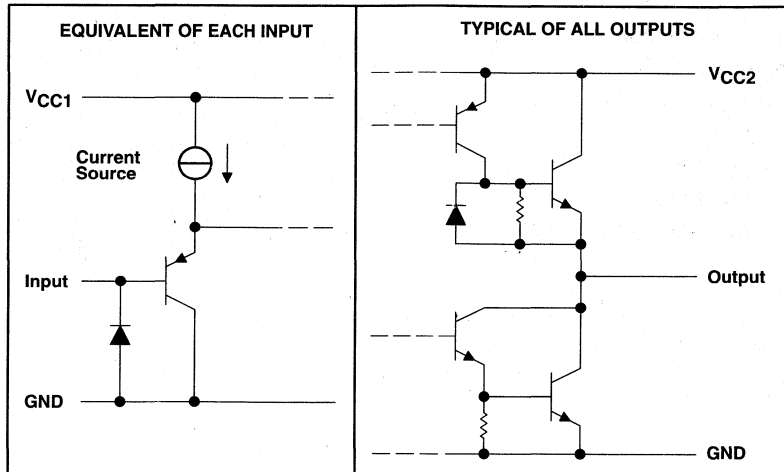 EQUIVALENT OF EACH INPUT
VCC1
Current
Source
Input
GND
TYPICAL OF ALL OUTPUTS
VCC2
Output
GND